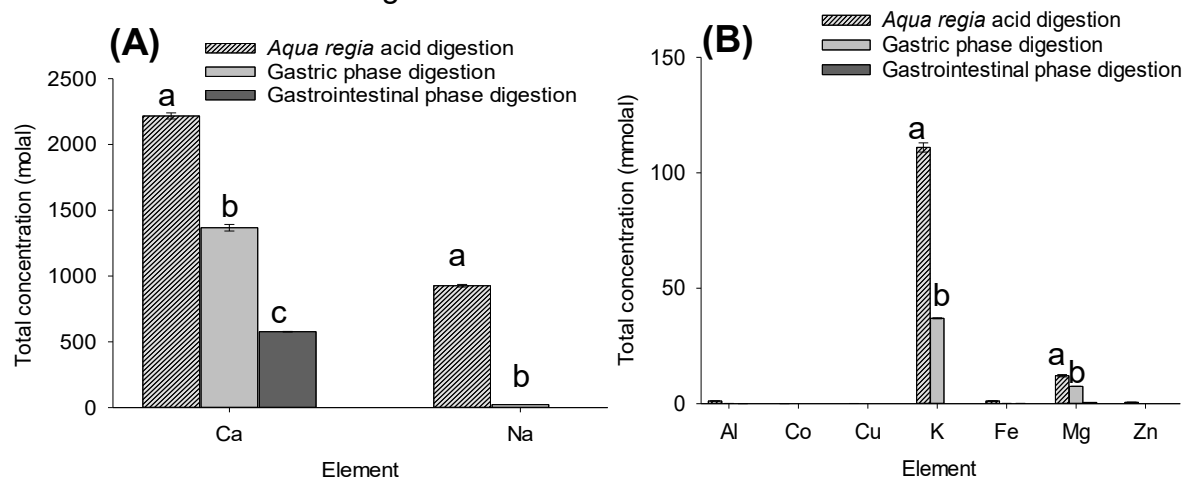 (A)
Aqua regia acid digestion
Gastric phase digestion
Gastrointestinal phase digestion
Total concentration (molal)
2500
2000
1500
1000
500
0
a
b
c
a
b
Ca
Na
Element
(B)
Aqua regia acid digestion
Gastric phase digestion
Gastrointestinal phase digestion
Total concentration (mmolal)
150
100
50
0
a
b
a
b
Al
Co
Cu
K
Fe
Mg
Zn
Element